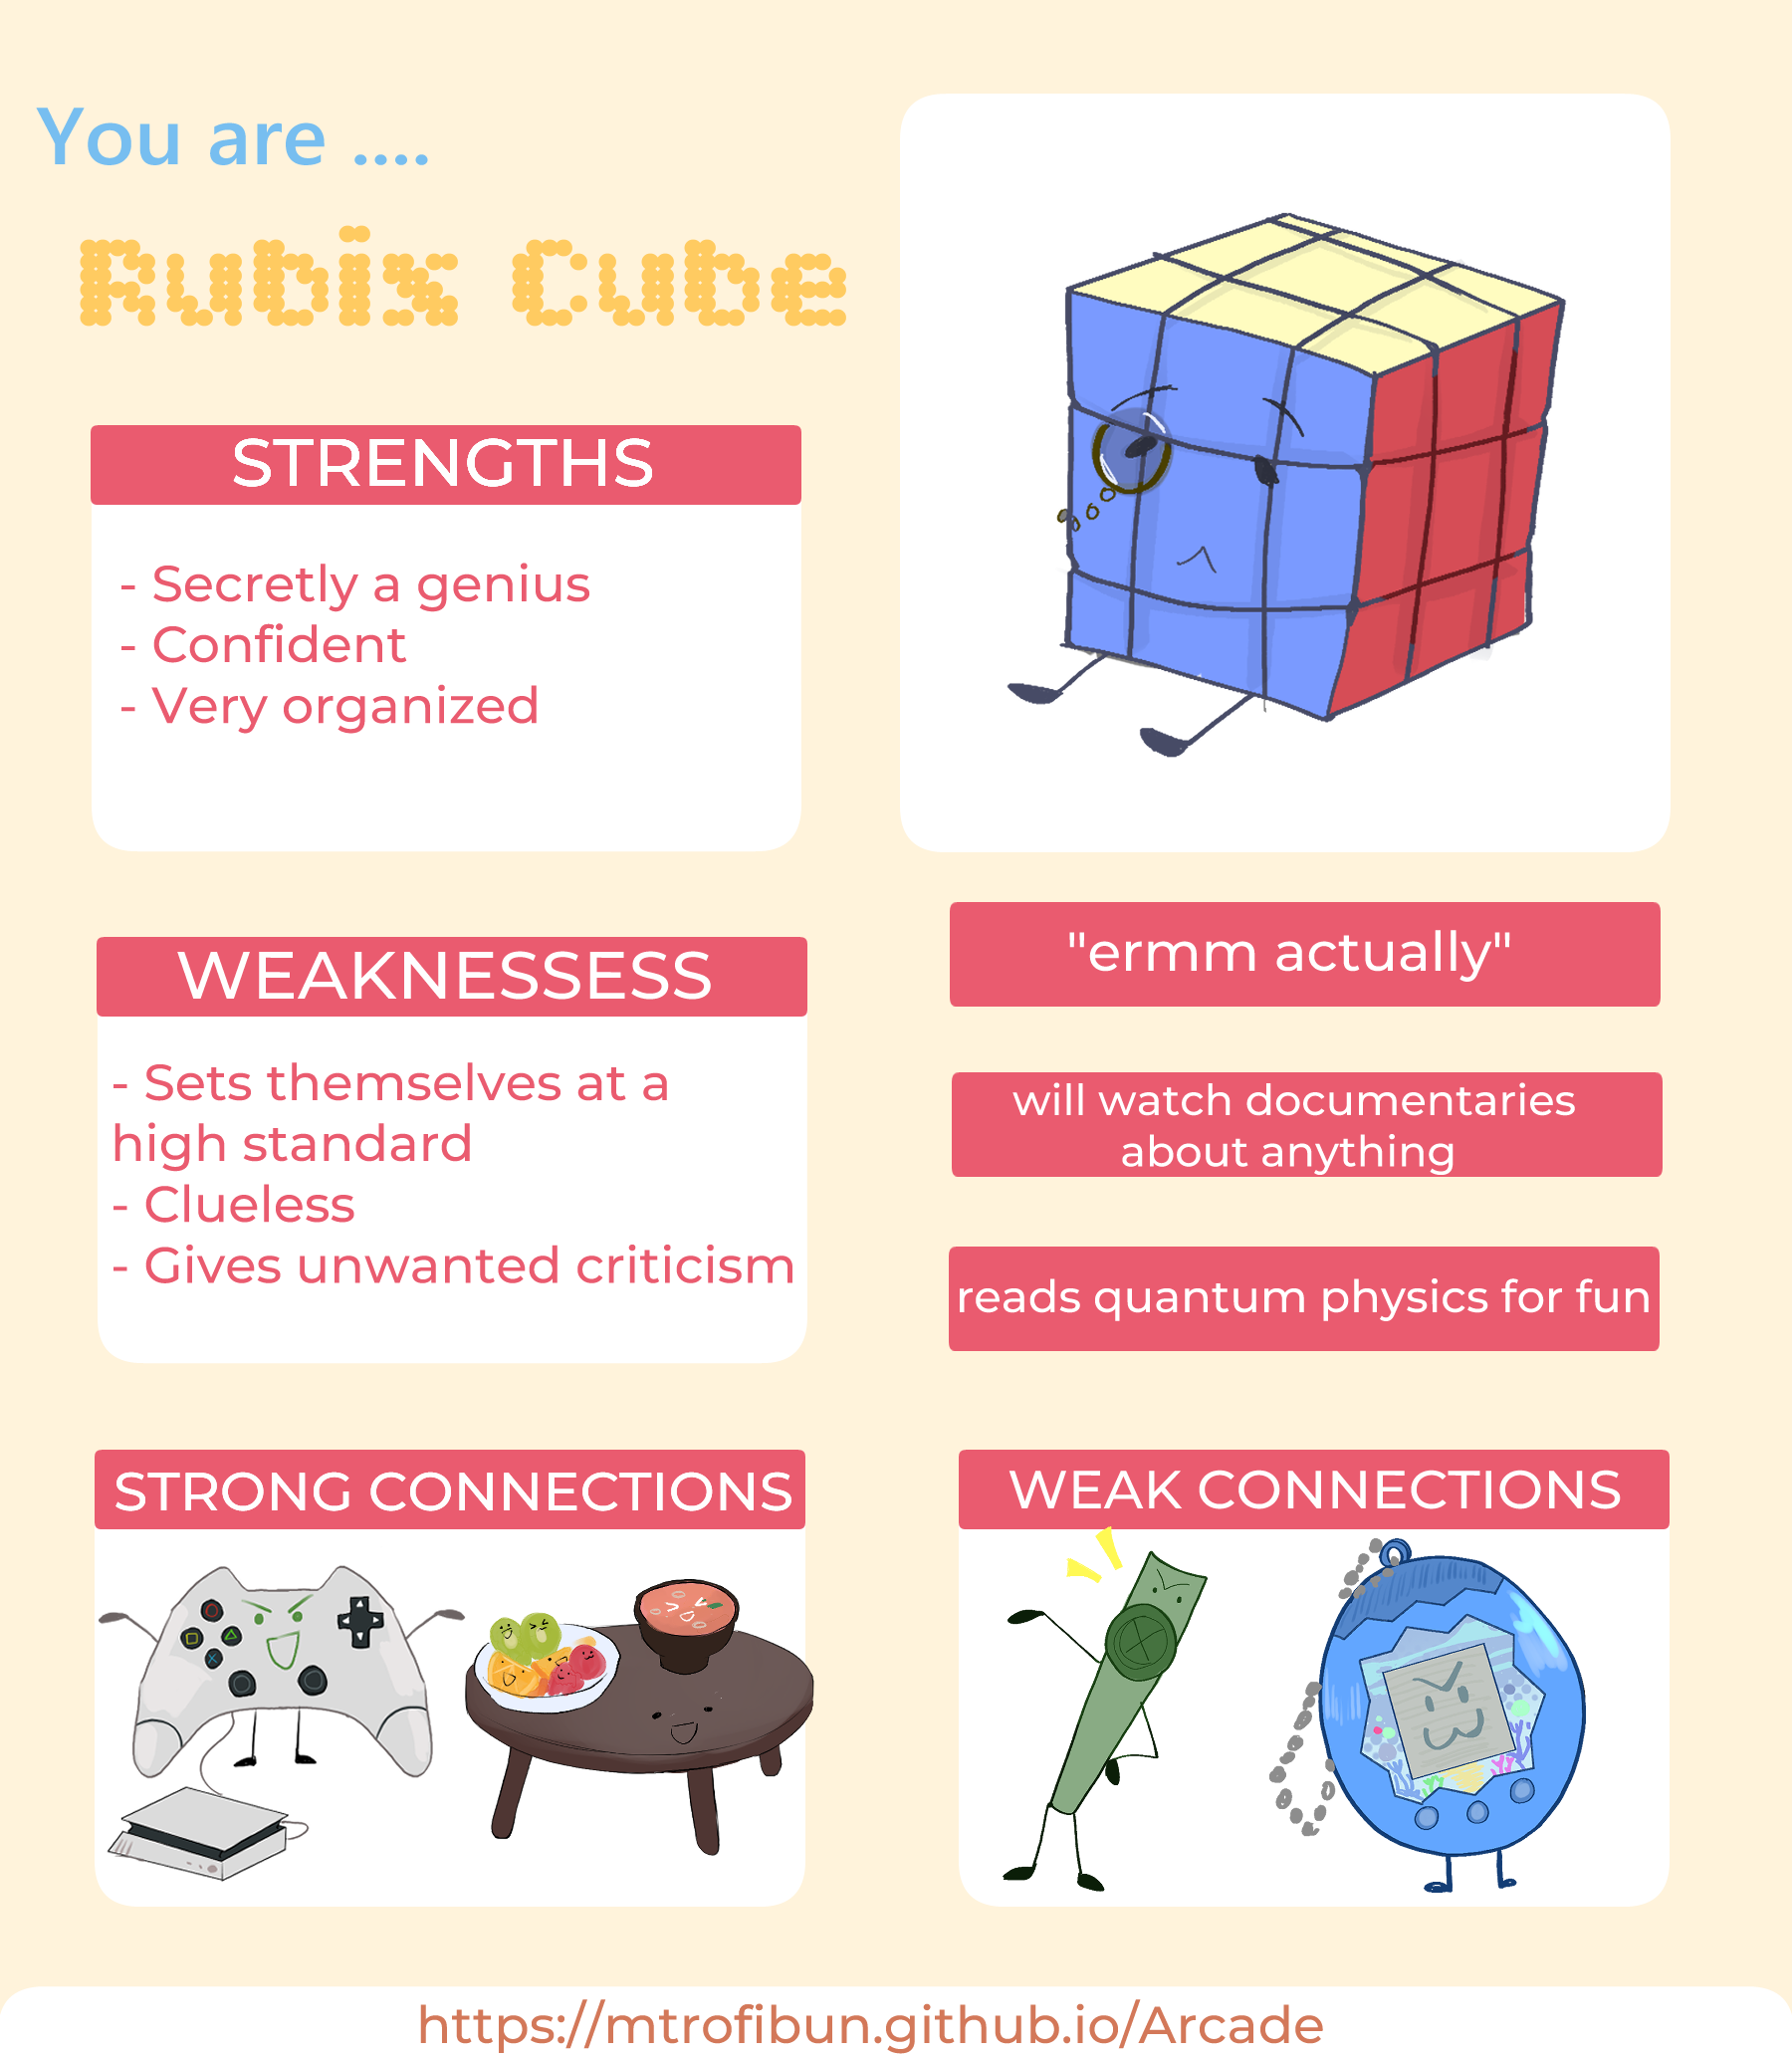 You are ....
Rubix Cube
STRENGTHS
- Secretly a genius
- Confident
- Very organized
WEAKNESSESS
- Sets themselves at a
high standard
- Clueless
- Gives unwanted criticism
"ermm actually"
will watch documentaries
about anything
reads quantum physics for fun
STRONG CONNECTIONS
WEAK CONNECTIONS
https://mtrofibun.github.io/Arcade